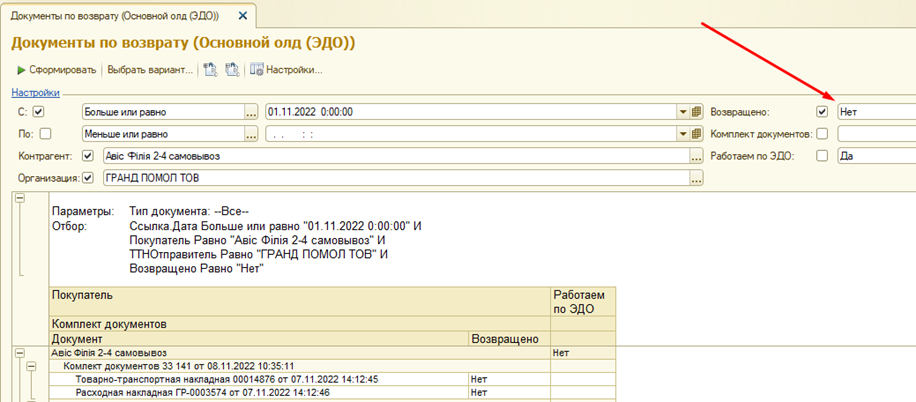 Документы по возврату (Основной олд (ЭДО))
Документы по возврату (Основной олд (ЭДО))
Сформировать Выбрать вариант... Настройки...
Настройки
С: Больше или равно ... 01.11.2022 0:00:00 Возвращено: Нет
По: Меньше или равно ... . . : : Комплект документов:
Контрагент: Авіс Філія 2-4 самовывоз ... Работаем по ЭДО: Да
Организация: ГРАНД ПОМОЛ ТОВ ...
Параметры: Тип документа: --Все--
Отбор: Ссылка.Дата Больше или равно "01.11.2022 0:00:00" И
Покупатель Равно "Авіс Філія 2-4 самовывоз" И
ТТНОтправитель Равно "ГРАНД ПОМОЛ ТОВ" И
Возвращено Равно "Нет"
Покупатель Работаем
по ЭДО
Комплект документов
Документ Возвращено
Авіс Філія 2-4 самовывоз Нет
Комлект документов 33 141 от 08.11.2022 10:35:11
Товарно-транспортная накладная 00014876 от 07.11.2022 14:12:45 Нет
Расходная накладная ГР-0003574 от 07.11.2022 14:12:46 Нет